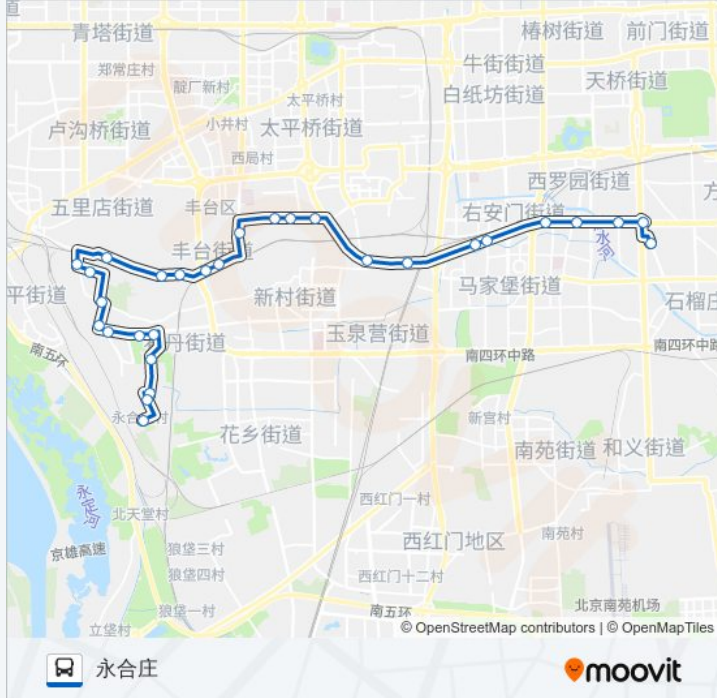 道
青塔街道
椿树街道
前门街道
郑常庄村
靛厂新村
牛街街道
天桥街道
白纸坊街道
太平桥村
小井村
太平桥街道
卢沟桥街道
西局村
西罗园街道
方
五里店街道
丰台区
右安门街道
丰台街道
水河
马家堡街道
平街道
新村街道
石榴庄
玉泉营街道
丹街道
南五环
南四环中路
南四环中路
永合庄村
新宫村
花乡街道
南苑街道
和义街道
永定河
西红门一村
北天堂村
南苑村
西红门地区
狼垡三村
京雄高速
狼垡四村
西红门十二村
北京南苑机场
狼垡一村
南五环
立垡村
© OpenStreetMap contributors | © OpenMapTiles
永合庄
moovit